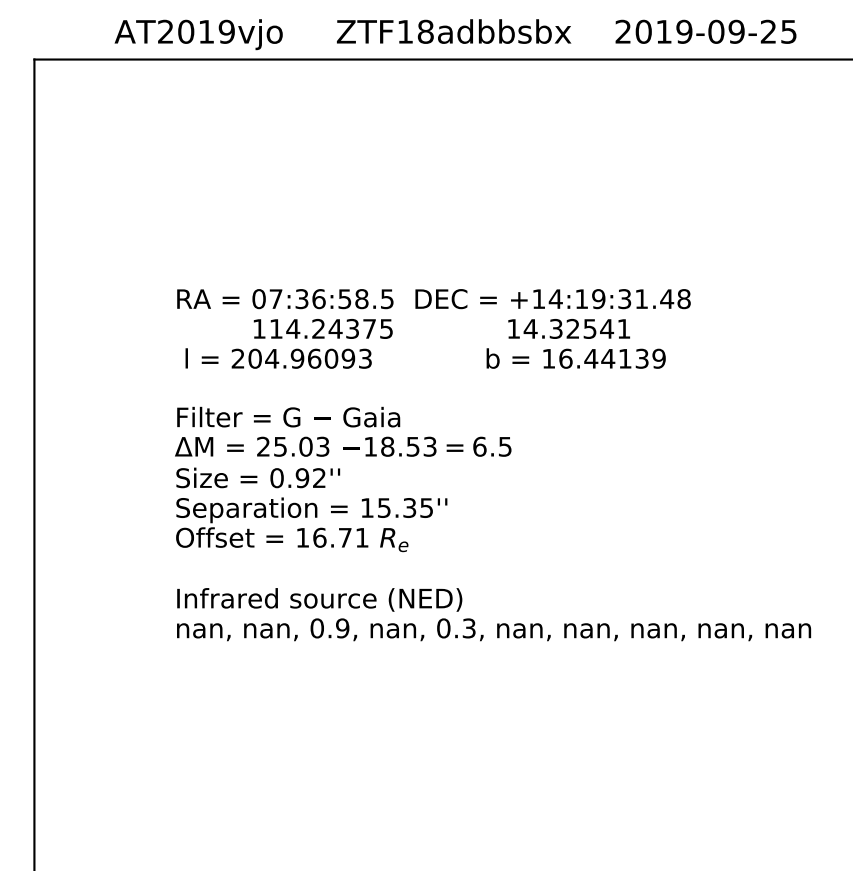 AT2019vjo ZTF18adbbsbx 2019-09-25
RA = 07:36:58.5 DEC = +14:19:31.48
114.24375 14.32541
l = 204.96093 b = 16.44139
Filter = G − Gaia
ΔM = 25.03 −18.53 = 6.5
Size = 0.92''
Separation = 15.35''
Offset = 16.71 Re
Infrared source (NED)
nan, nan, 0.9, nan, 0.3, nan, nan, nan, nan, nan